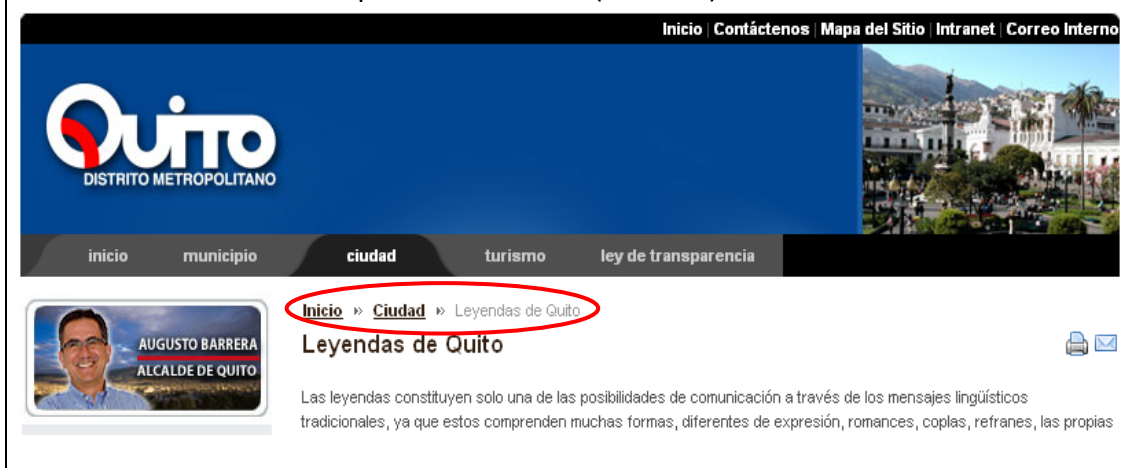 Inicio | Contáctenos | Mapa del Sitio | Intranet | Correo Interno
QUITO
DISTRITO METROPOLITANO
inicio municipio ciudad turismo ley de transparencia
AUGUSTO BARRERA
ALCALDE DE QUITO
Inicio » Ciudad » Leyendas de Quito
Leyendas de Quito
Las leyendas constituyen solo una de las posibilidades de comunicación a través de los mensajes lingüísticos
tradicionales, ya que estos comprenden muchas formas, diferentes de expresión, romances, coplas, refranes, las propias